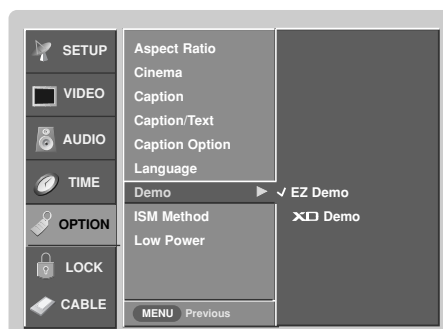 SETUP
VIDEO
AUDIO
TIME
OPTION
LOCK
CABLE
Aspect Ratio
Cinema
Caption
Caption/Text
Caption Option
Language
Demo
ISM Method
Low Power
MENU Previous
EZ Demo
XD Demo